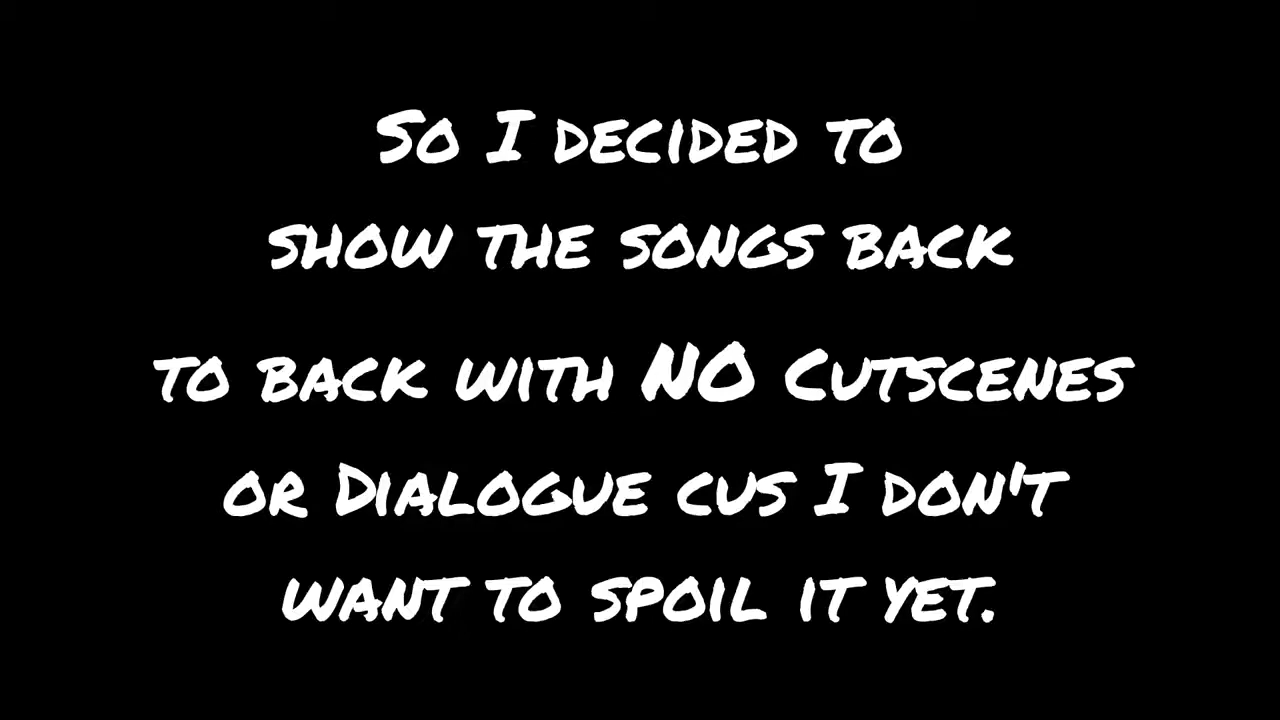 So I decided to
show the songs back
to back with NO Cutscenes
or Dialogue cus I don't
want to spoil it yet.